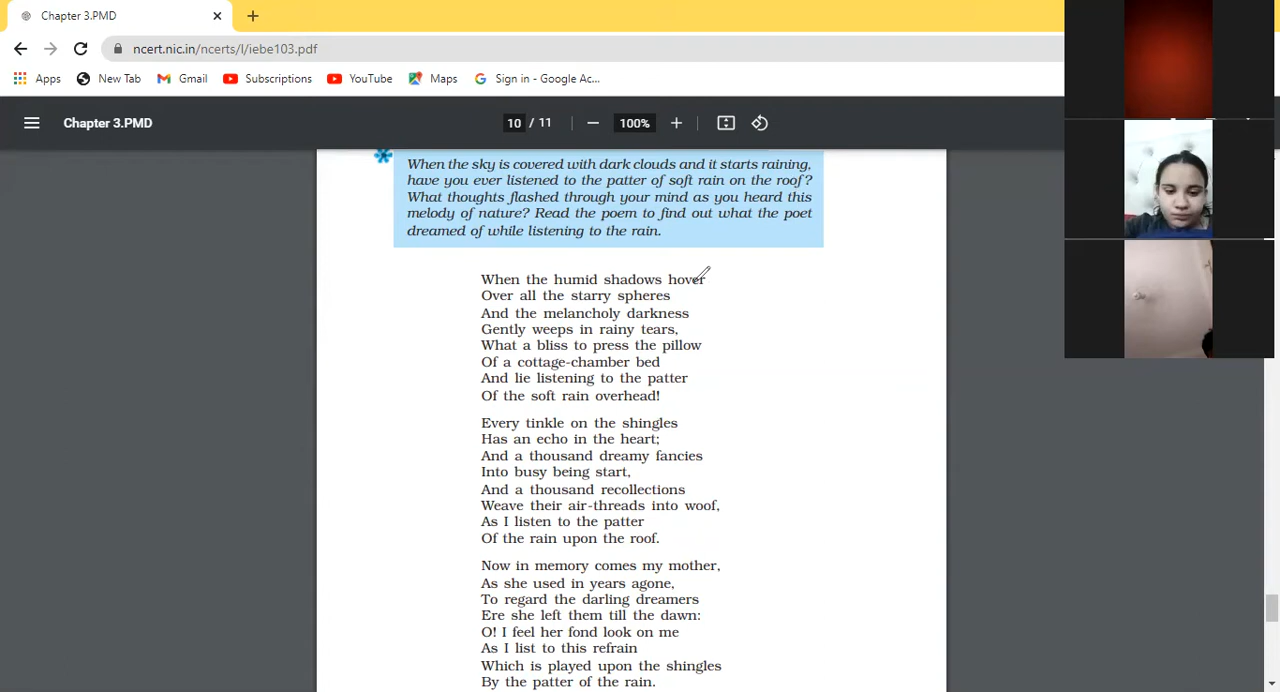 Chapter 3.PMD
ncert.nic.in/ncerts/l/iebe103.pdf
Apps New Tab Gmail Subscriptions YouTube Maps Sign in - Google Ac...
Chapter 3.PMD 10 / 11 100%
When the sky is covered with dark clouds and it starts raining,
have you ever listened to the patter of soft rain on the roof?
What thoughts flashed through your mind as you heard this
melody of nature? Read the poem to find out what the poet
dreamed of while listening to the rain.
When the humid shadows hover
Over all the starry spheres
And the melancholy darkness
Gently weeps in rainy tears,
What a bliss to press the pillow
Of a cottage-chamber bed
And lie listening to the patter
Of the soft rain overhead!
Every tinkle on the shingles
Has an echo in the heart;
And a thousand dreamy fancies
Into busy being start,
And a thousand recollections
Weave their air-threads into woof,
As I listen to the patter
Of the rain upon the roof.
Now in memory comes my mother,
As she used in years agone,
To regard the darling dreamers
Ere she left them till the dawn:
O! I feel her fond look on me
As I list to this refrain
Which is played upon the shingles
By the patter of the rain.